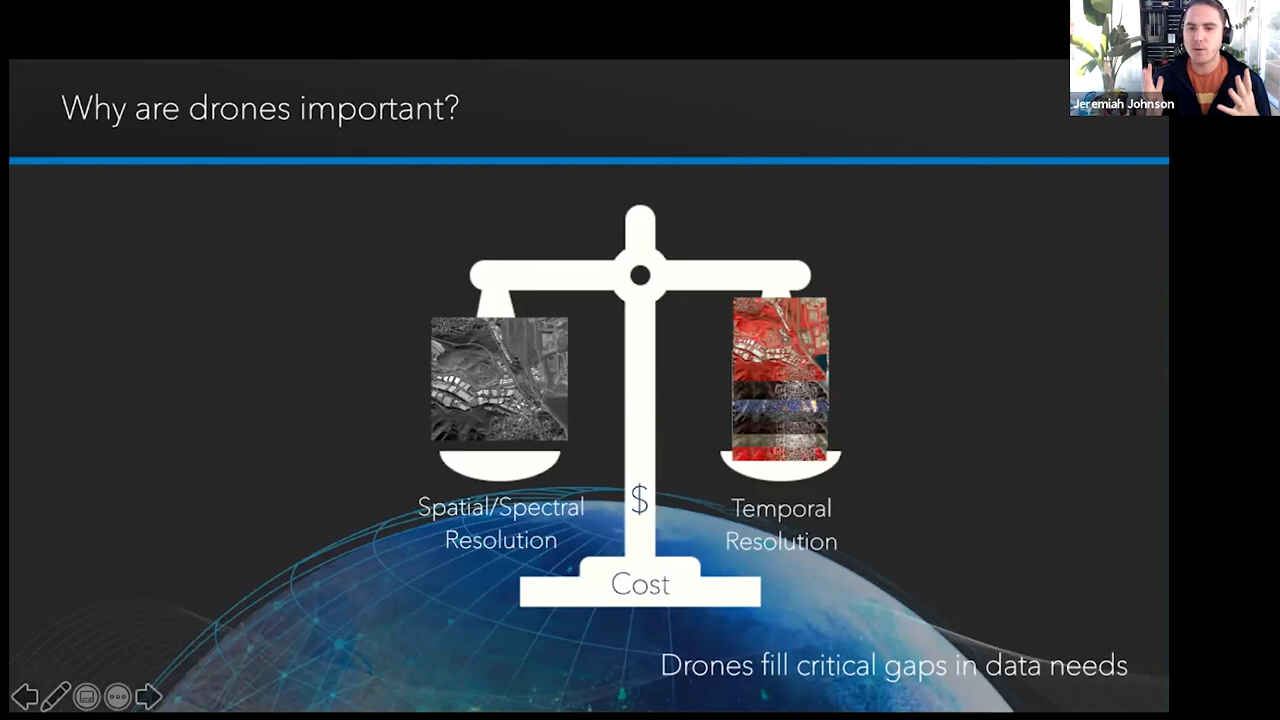 Why are drones important?
Jeremiah Johnson
Spatial/Spectral
Resolution
$
Temporal
Resolution
Cost
Drones fill critical gaps in data needs